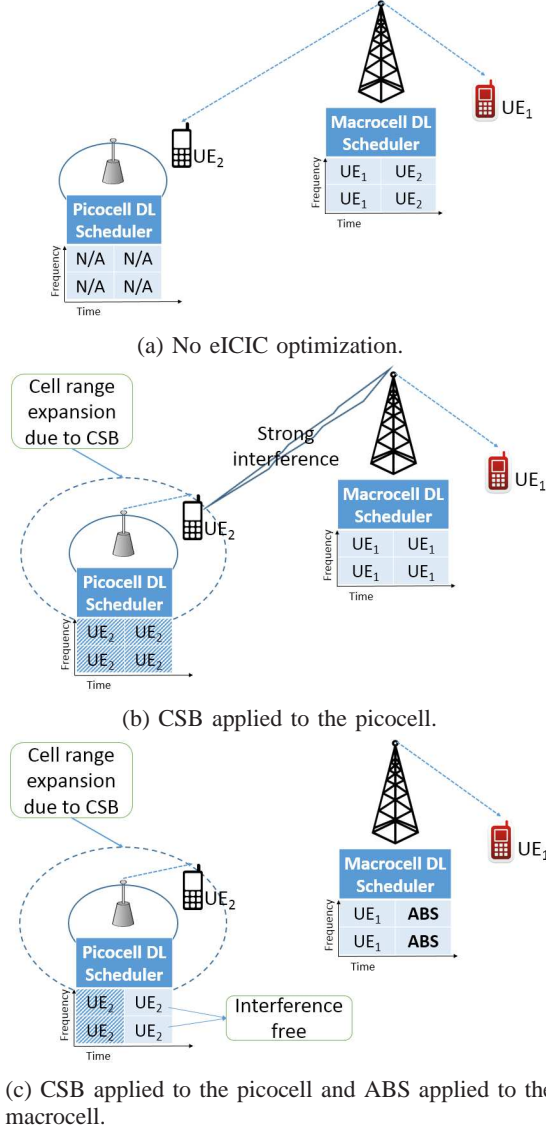 UE₁
UE₂
Macrocell DL
Scheduler
UE₁ UE₂
UE₁ UE₂
Frequency
Time
Picocell DL
Scheduler
N/A N/A
N/A N/A
Frequency
Time
(a) No eICIC optimization.
Cell range
expansion
due to CSB
Strong
interference
UE₁
UE₂
Macrocell DL
Scheduler
UE₁ UE₁
UE₁ UE₁
Frequency
Time
Picocell DL
Scheduler
UE₂ UE₂
UE₂ UE₂
Frequency
Time
(b) CSB applied to the picocell.
Cell range
expansion
due to CSB
UE₁
UE₂
Macrocell DL
Scheduler
UE₁ ABS
UE₁ ABS
Frequency
Time
Picocell DL
Scheduler
UE₂ UE₂
UE₂ UE₂
Frequency
Time
Interference
free
(c) CSB applied to the picocell and ABS applied to the
macrocell.